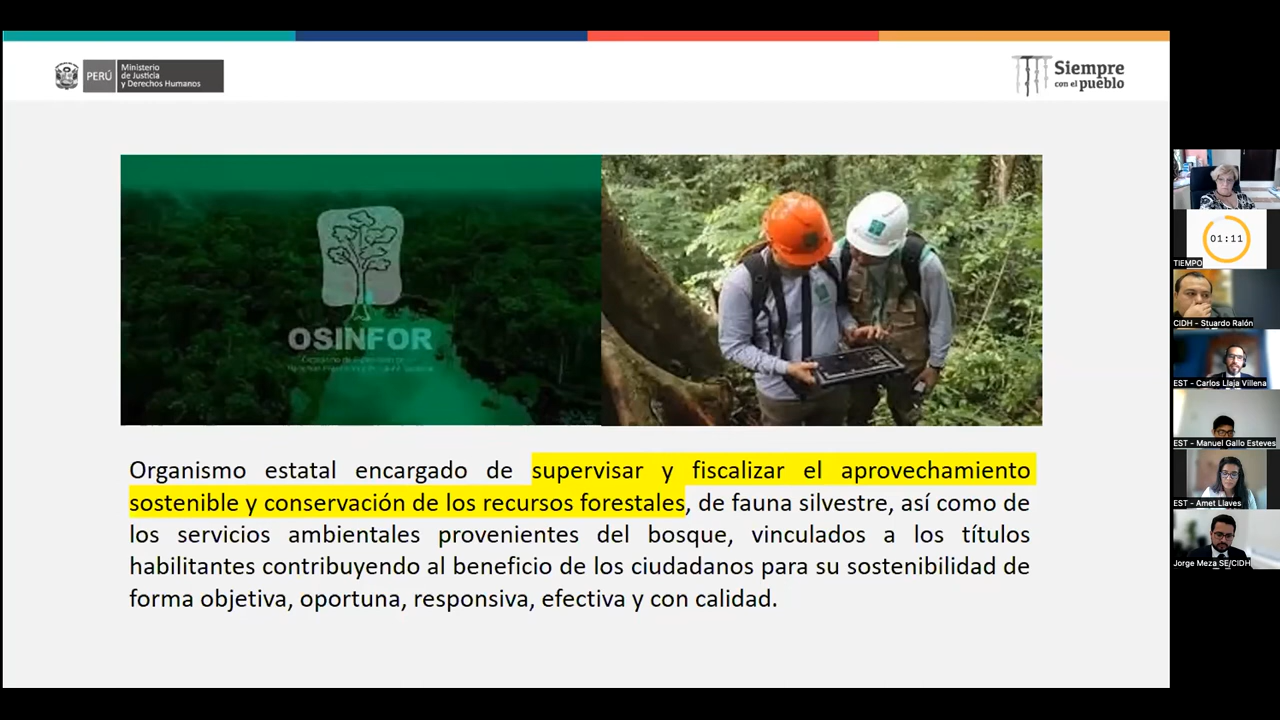 PERÚ
Ministerio
de Justicia
y Derechos Humanos
Siempre
con el pueblo
OSINFOR
Organismo estatal encargado de supervisar y fiscalizar el aprovechamiento
sostenible y conservación de los recursos forestales, de fauna silvestre, así como de
los servicios ambientales provenientes del bosque, vinculados a los títulos
habilitantes contribuyendo al beneficio de los ciudadanos para su sostenibilidad de
forma objetiva, oportuna, responsiva, efectiva y con calidad.
01:11
TIEMPO
CIDH - Stuardo Ralón
EST - Carlos Llaja Villena
EST - Manuel Gallo Esteves
EST - Amet Llaves
Jorge Meza SE/CIDH